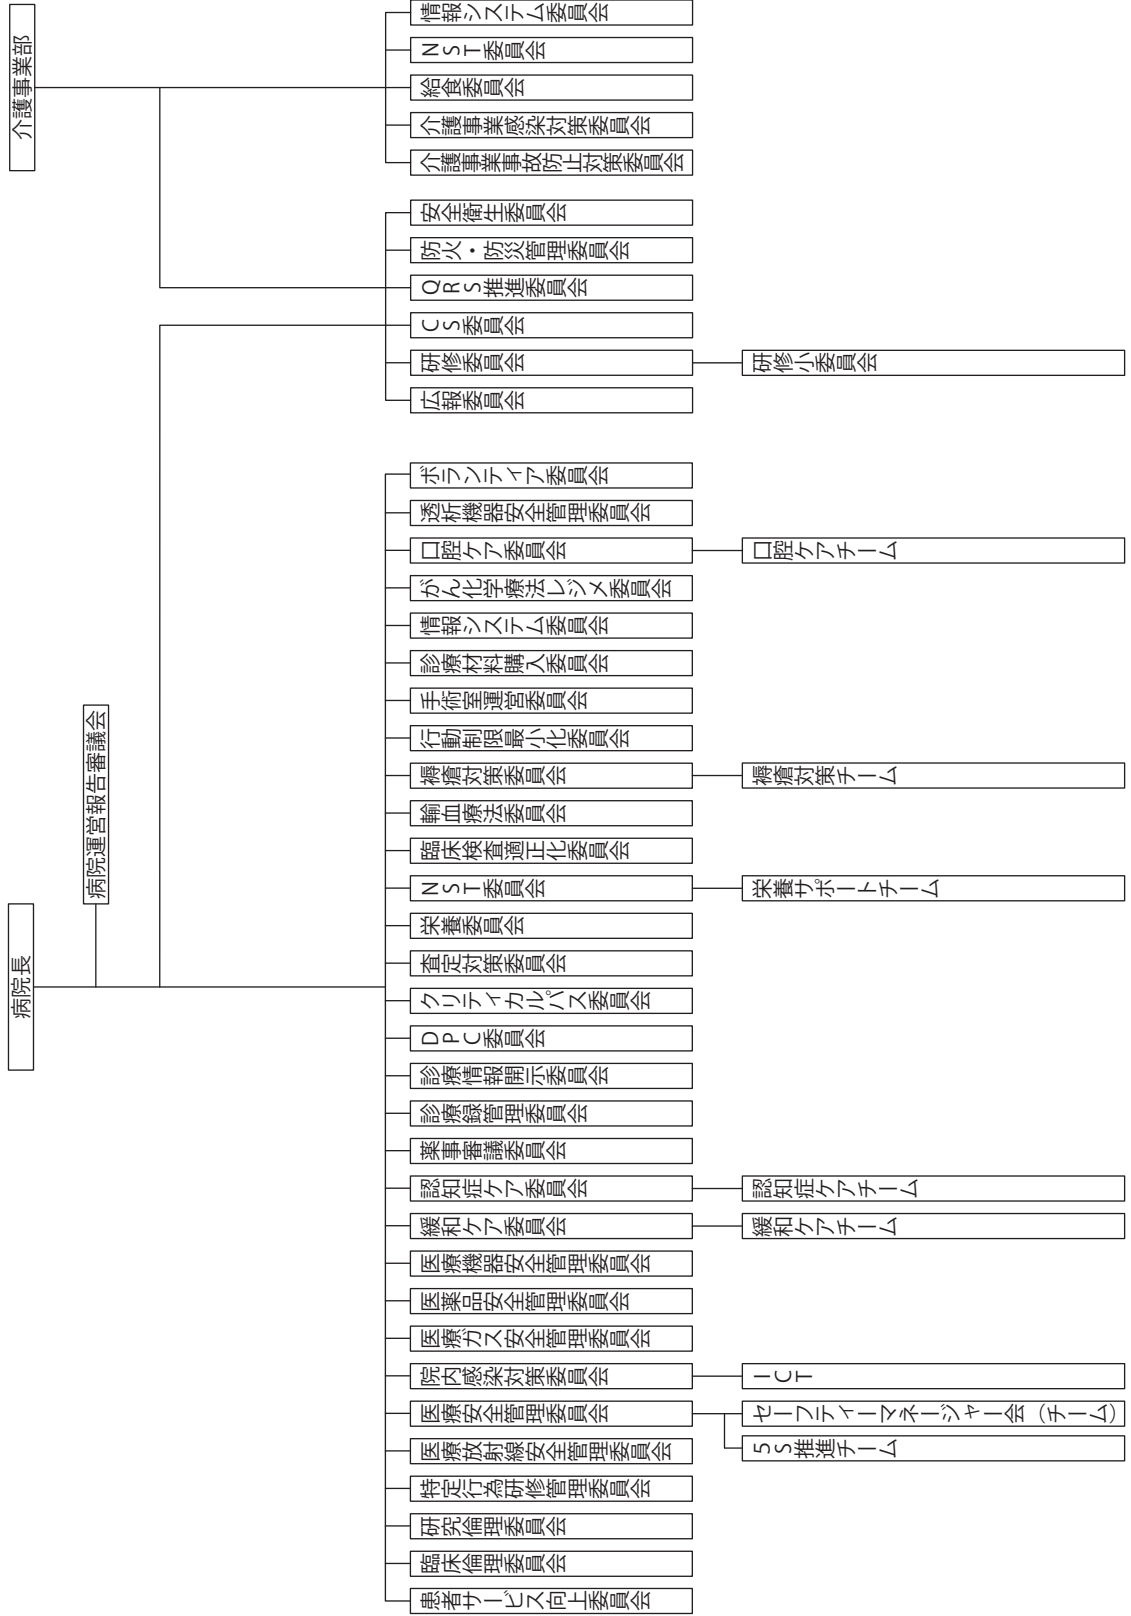 病院長
介護事業部
病院運営報告審議会
患者サービス向上委員会
臨床倫理委員会
研究倫理委員会
特定行為研修管理委員会
医療放射線安全管理委員会
医療安全管理委員会
院内感染対策委員会
医療ガス安全管理委員会
医薬品安全管理委員会
医療機器安全管理委員会
緩和ケア委員会
認知症ケア委員会
薬事審議委員会
診療録管理委員会
診療情報開示委員会
DPC委員会
クリティカルパス委員会
査定対策委員会
栄養委員会
NST委員会
臨床検査適正化委員会
輸血療法委員会
褥瘡対策委員会
行動制限最小化委員会
手術室運営委員会
診療材料購入委員会
情報システム委員会
がん化学療法レジメ委員会
口腔ケア委員会
透析機器安全管理委員会
ボランティア委員会
広報委員会
研修委員会
CS委員会
QRS推進委員会
防火・防災管理委員会
安全衛生委員会
介護事業事故防止対策委員会
介護事業感染対策委員会
給食委員会
NST委員会
情報システム委員会
5S推進チーム
セーフティーマネージャー会（チーム）
ICT
緩和ケアチーム
認知症ケアチーム
栄養サポートチーム
褥瘡対策チーム
口腔ケアチーム
研修小委員会